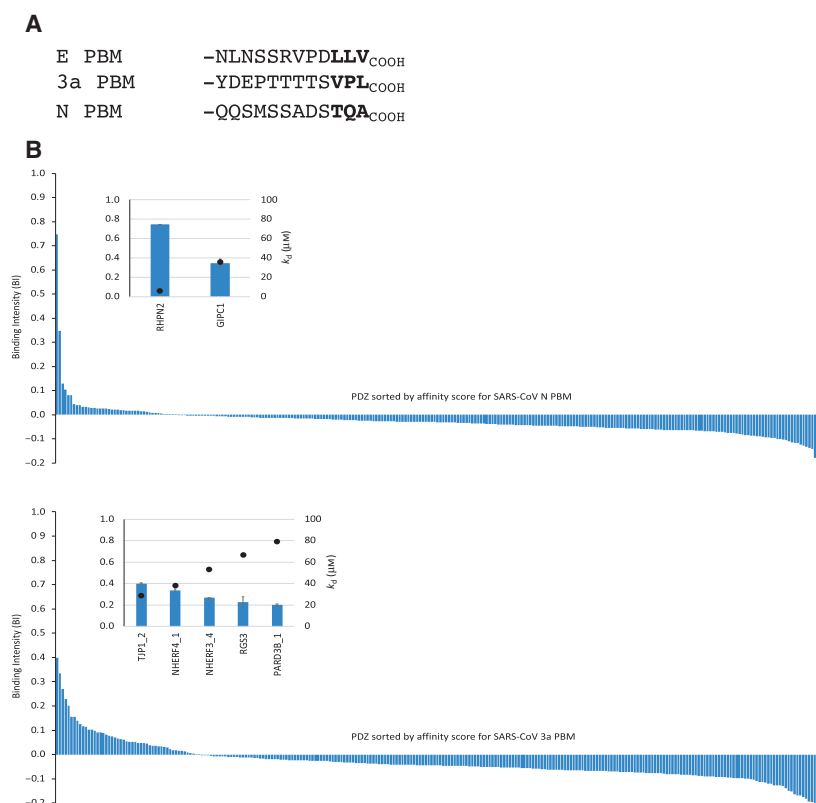 A
E PBM –NLNSSRVPDLLVCOOH
3a PBM –YDEPTTTTSVPLCOOH
N PBM –QQSMSSADSTQACOOH
B
1.0
0.9
0.8
0.7
0.6
0.5
0.4
0.3
0.2
0.1
0.0
–0.1
–0.2
Binding Intensity (BI)
1.0
0.8
0.6
0.4
0.2
0.0
100
80
60
40
20
0
kd (µM)
RHPN2
GIPC1
PDZ sorted by affinity score for SARS-CoV N PBM
1.0
0.9
0.8
0.7
0.6
0.5
0.4
0.3
0.2
0.1
0.0
–0.1
–0.2
Binding Intensity (BI)
1.0
0.8
0.6
0.4
0.2
0.0
100
80
60
40
20
0
kd (µM)
TJP1_2
NHERF4_1
NHERF3_4
RGS3
PARD3B_1
PDZ sorted by affinity score for SARS-CoV 3a PBM